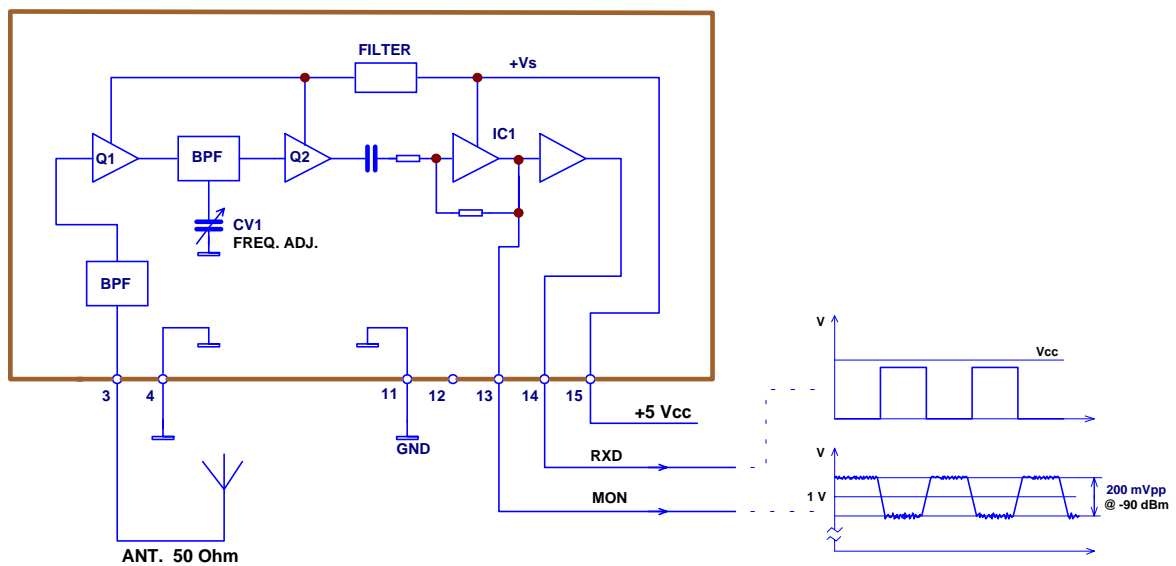 FILTER
+Vs
IC1
Q1
BPF
Q2
CV1
FREQ. ADJ.
BPF
3
4
11
12
13
14
15
+5 Vcc
GND
RXD
MON
ANT. 50 Ohm
V
Vcc
V
1 V
200 mVpp
@ -90 dBm